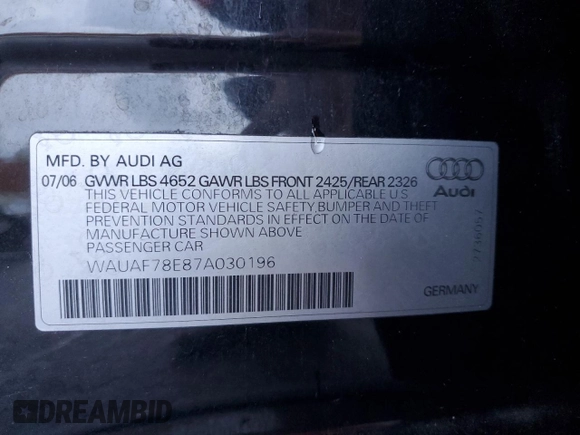 MFD. BY AUDI AG
07/06 GVWR LBS 4652 GAWR LBS FRONT 2425/REAR 2326
THIS VEHICLE CONFORMS TO ALL APPLICABLE U.S
FEDERAL MOTOR VEHICLE SAFETY BUMPER AND THEFT
PREVENTION STANDARDS IN EFFECT ON THE DATE OF
MANUFACTURE SHOWN ABOVE
PASSENGER CAR
WAUAF78E87A030196
Audi
GERMANY
DREAMBID